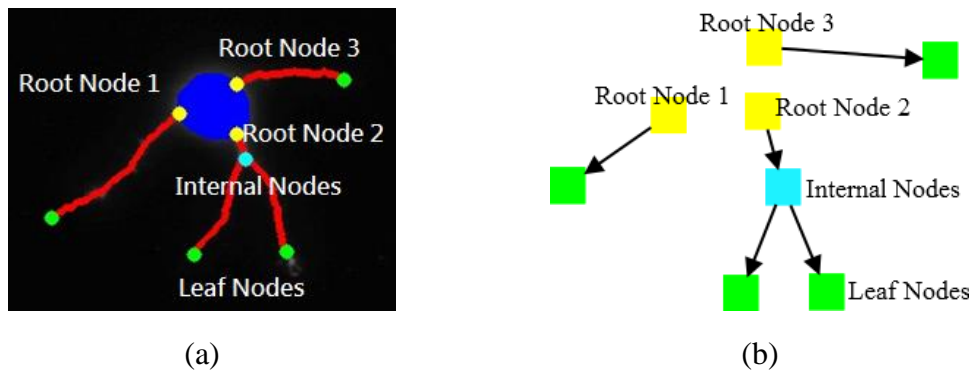 Root Node 3
Root Node 1
Root Node 2
Internal Nodes
Leaf Nodes
(a)
Root Node 3
Root Node 1
Root Node 2
Internal Nodes
Leaf Nodes
(b)